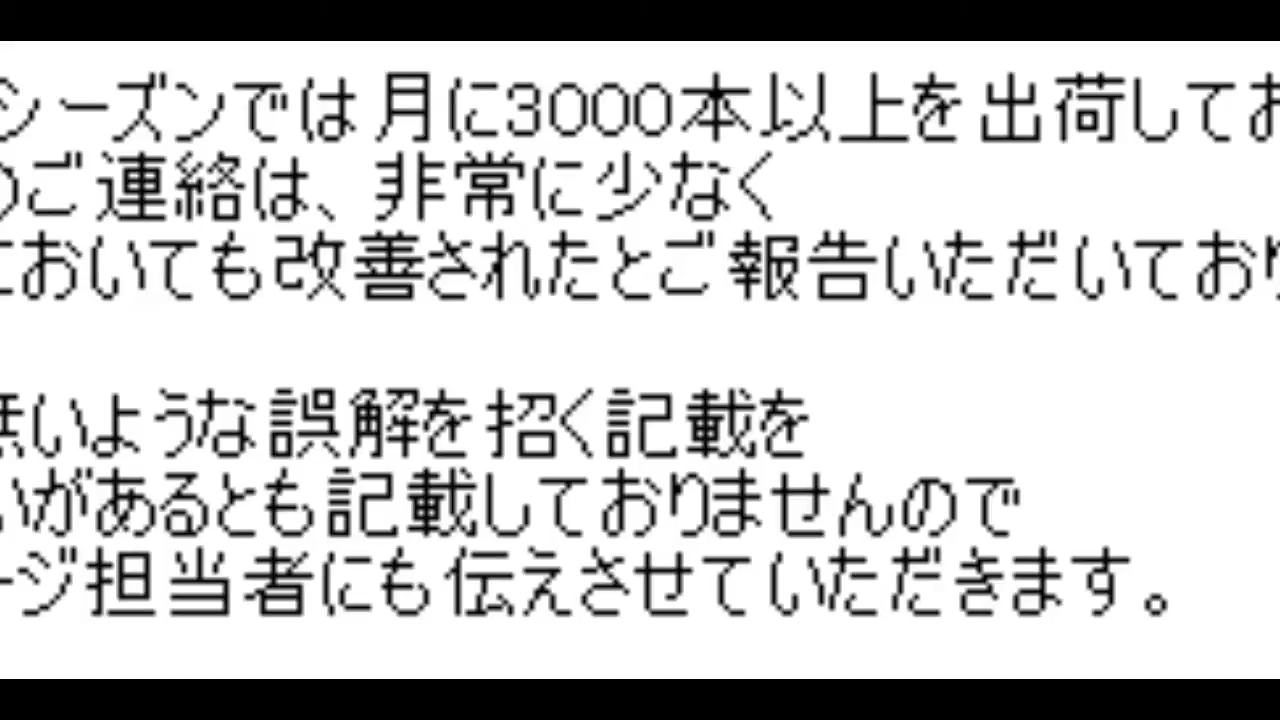 シーズンでは月に3000本以上を出荷してお
のご連絡は、非常に少なく
においても改善されたとご報告いただいており
無いような誤解を招く記載を
いがあるとも記載しておりませんので
ージ担当者にも伝えさせていただきます。